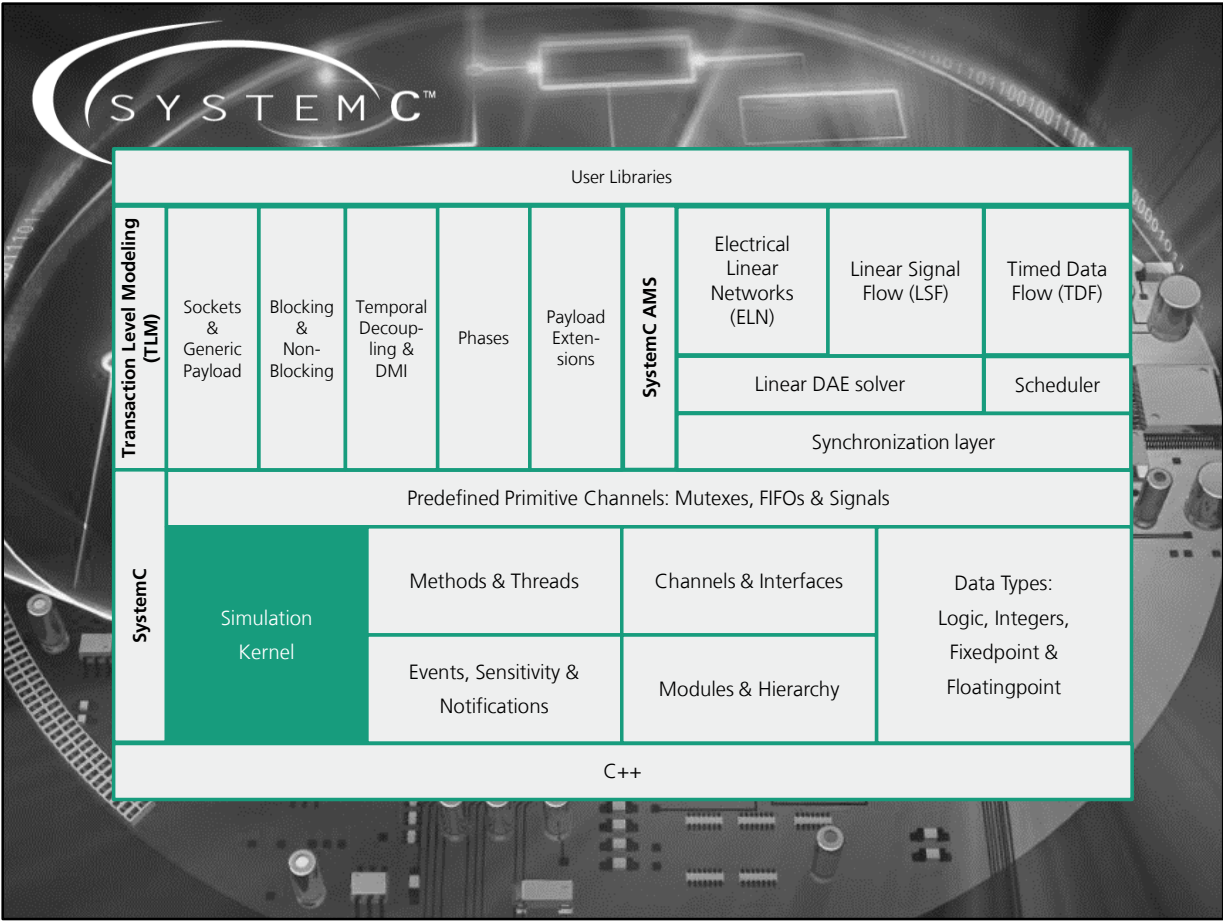 SYSTEMC™
User Libraries
Transaction Level Modeling
(TLM)
Sockets
&
Generic
Payload
Blocking
&
Non-
Blocking
Temporal
Decoup-
ling &
DMI
Phases
Payload
Exten-
sions
SystemC AMS
Electrical
Linear
Networks
(ELN)
Linear Signal
Flow (LSF)
Timed Data
Flow (TDF)
Linear DAE solver
Scheduler
Synchronization layer
SystemC
Predefined Primitive Channels: Mutexes, FIFOs & Signals
Simulation
Kernel
Methods & Threads
Channels & Interfaces
Data Types:
Logic, Integers,
Fixedpoint &
Floatingpoint
Events, Sensitivity &
Notifications
Modules & Hierarchy
C++